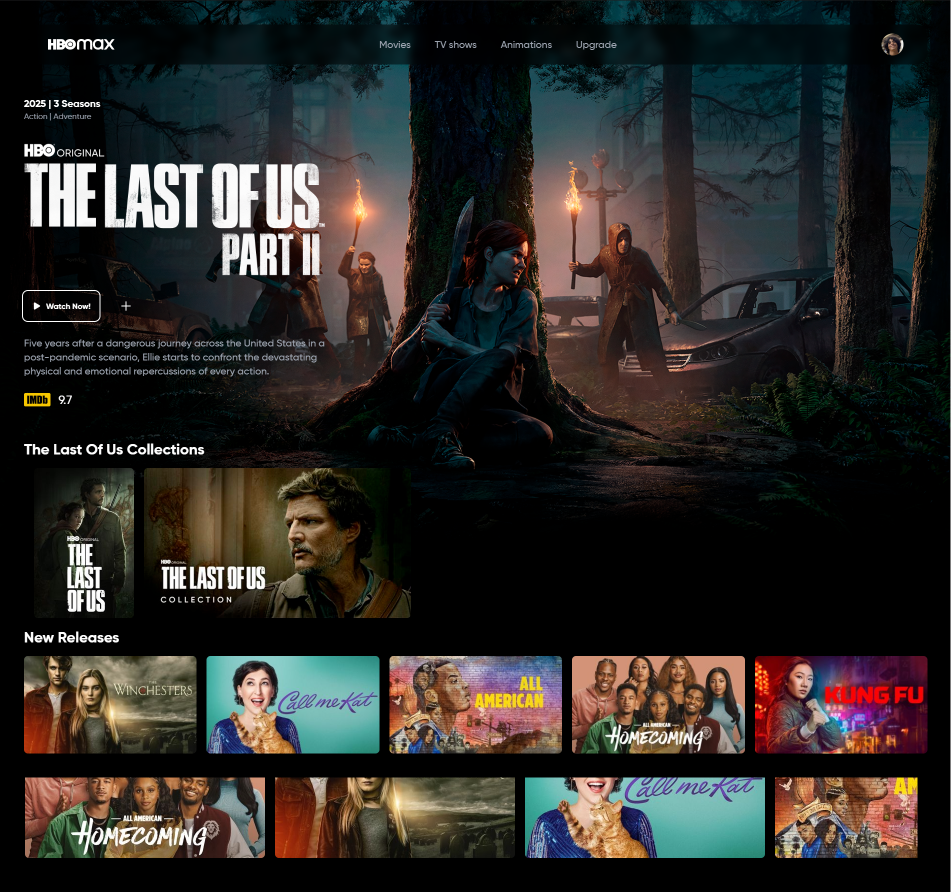 HBOmax
Movies TV shows Animations Upgrade
2025 | 3 Seasons
Action | Adventure
HBO ORIGINAL
THE LAST OF US
PART II
Watch Now!
Five years after a dangerous journey across the United States in a
post-pandemic scenario, Ellie starts to confront the devastating
physical and emotional repercussions of every action.
IMDb 9.7
The Last Of Us Collections
HBO ORIGINAL
THE
LAST
OF US
HBO ORIGINAL
THE LAST OF US
COLLECTION
New Releases
THE
WINCHESTERS
Call me Kat
ALL
AMERICAN
ALL AMERICAN
HOMECOMING
KUNG FU
ALL AMERICAN
HOMECOMING
Call me Kat
AM